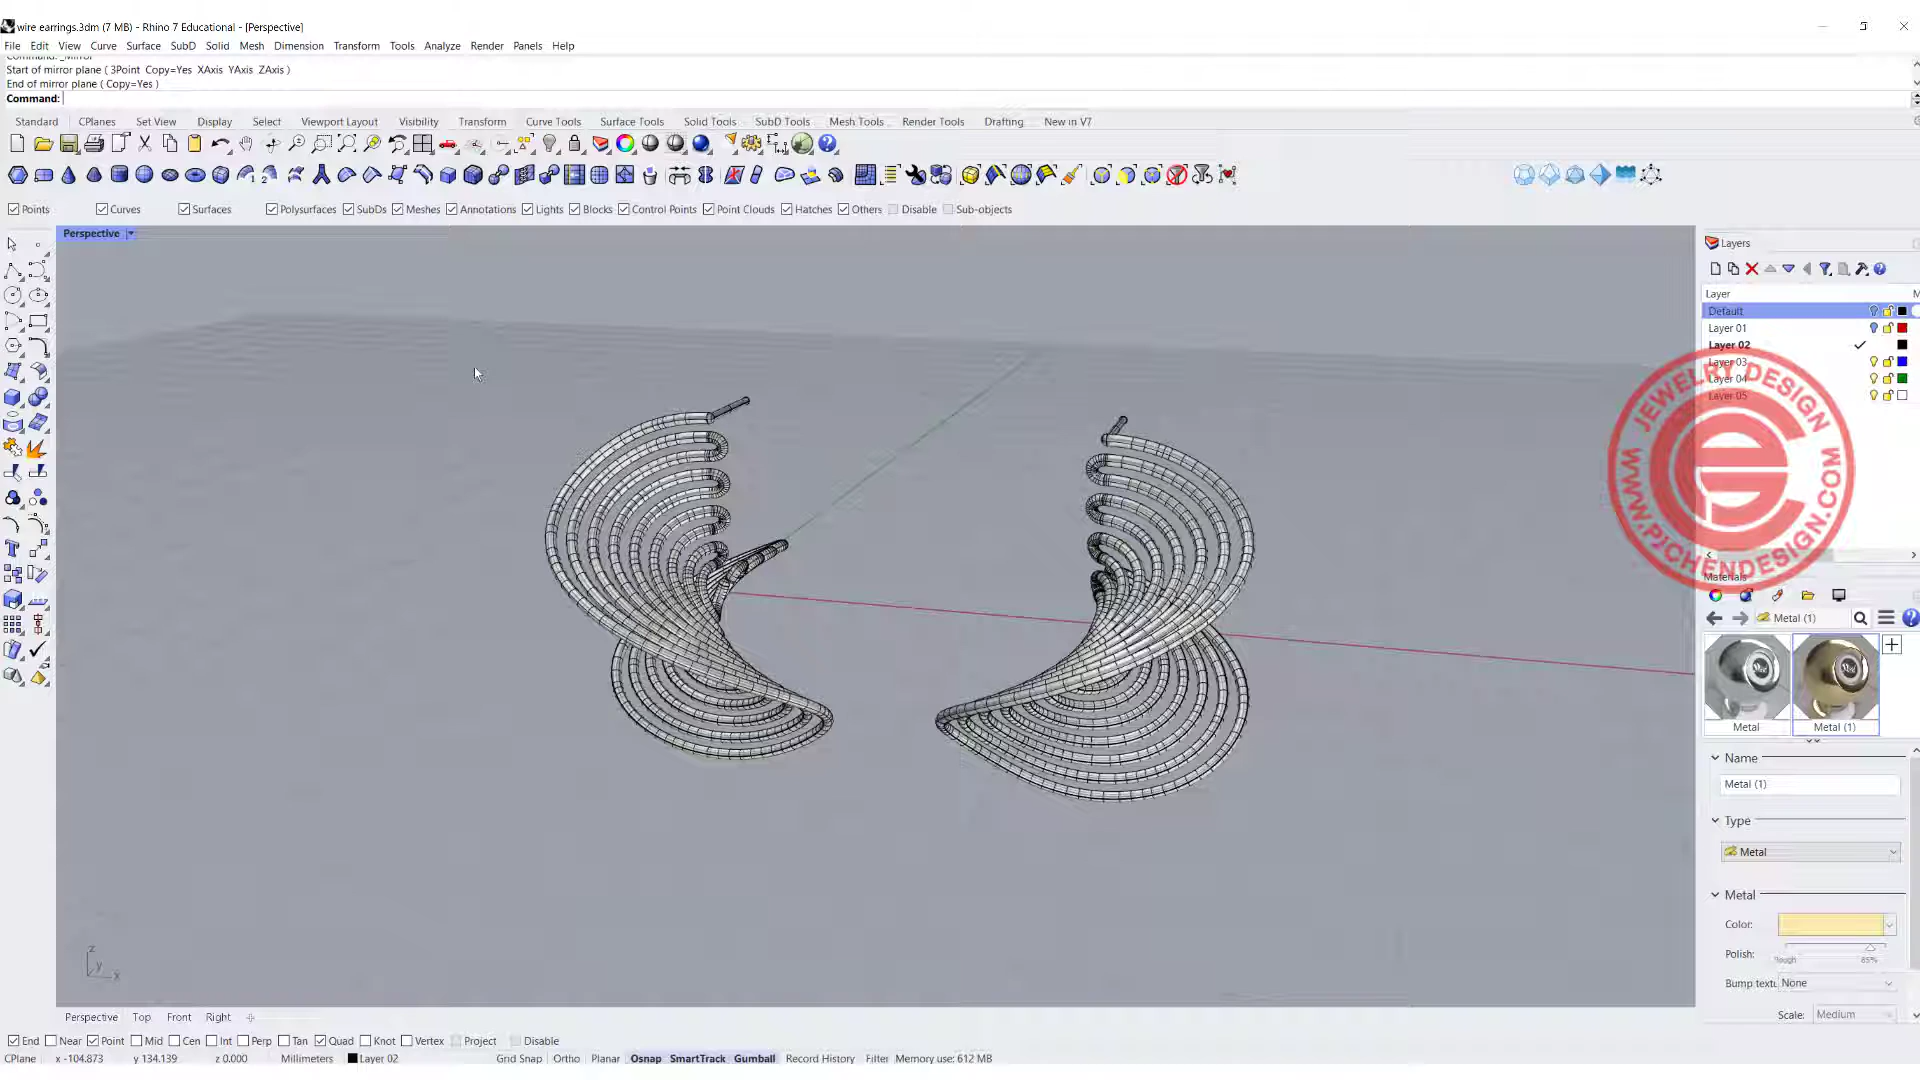 wire earrings.3dm (7 MB) - Rhino 7 Educational - [Perspective]
File Edit View Curve Surface SubD Solid Mesh Dimension Transform Tools Analyze Render Panels Help
Command: _Mirror
Start of mirror plane ( 3Point Copy=Yes XAxis YAxis ZAxis )
End of mirror plane ( Copy=Yes )
Command:
Standard CPlanes Set View Display Select Viewport Layout Visibility Transform Curve Tools Surface Tools Solid Tools SubD Tools Mesh Tools Render Tools Drafting New in V7
Points Curves Surfaces Polysurfaces SubDs Meshes Annotations Lights Blocks Control Points Point Clouds Hatches Others Disable Sub-objects
Perspective
Layers
Layer M
Default
Layer 01
Layer 02
Layer 03
Layer 04
Layer 05
JEWELRY DESIGN
WWW.PJCHENDESIGN.COM
Materials
Metal (1)
Metal Metal (1)
Name
Metal (1)
Type
Metal
Metal
Color:
Polish:
Rough 85%
Bump textu None
Scale: Medium
z
y x
Perspective Top Front Right
End Near Point Mid Cen Int Perp Tan Quad Knot Vertex Project Disable
CPlane x -104.873 y 134.139 z 0.000 Millimeters Layer 02 Grid Snap Ortho Planar Osnap SmartTrack Gumball Record History Filter Memory use: 612 MB